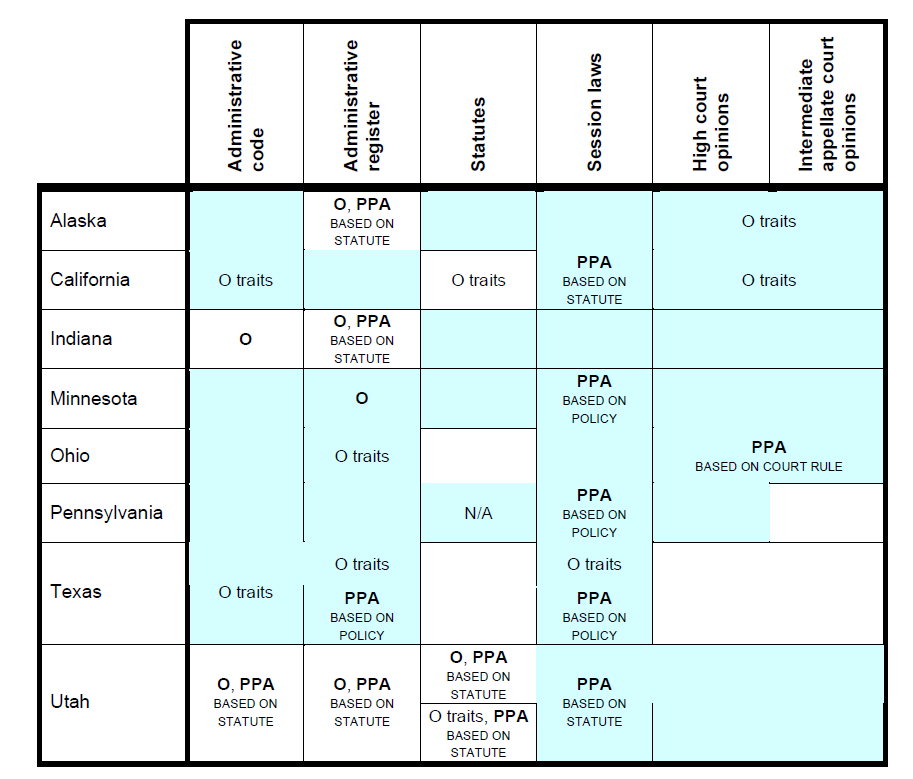 Administrative
code
Administrative
register
Statutes
Session laws
High court
opinions
Intermediate
appellate court
opinions
Alaska
O, PPA
BASED ON
STATUTE
O traits
California
O traits
O traits
PPA
BASED ON
STATUTE
O traits
Indiana
O
O, PPA
BASED ON
STATUTE
Minnesota
O
PPA
BASED ON
POLICY
Ohio
O traits
PPA
BASED ON COURT RULE
Pennsylvania
N/A
PPA
BASED ON
POLICY
Texas
O traits
O traits
PPA
BASED ON
POLICY
O traits
PPA
BASED ON
POLICY
Utah
O, PPA
BASED ON
STATUTE
O, PPA
BASED ON
STATUTE
O, PPA
BASED ON
STATUTE
O traits, PPA
BASED ON
STATUTE
PPA
BASED ON
STATUTE